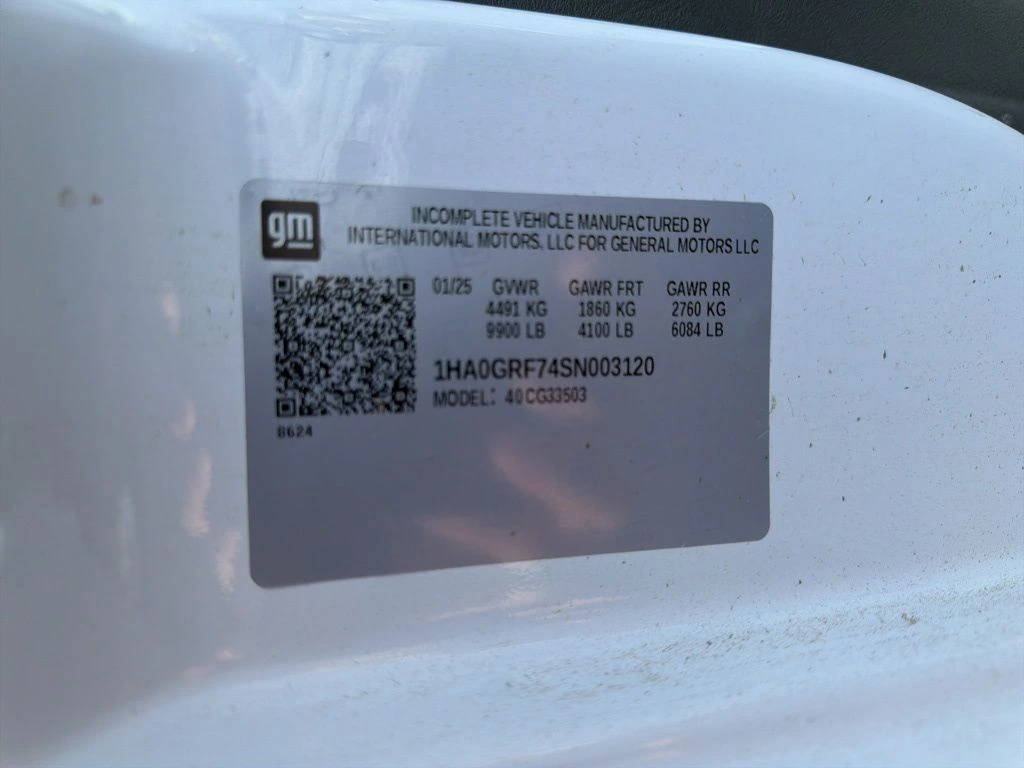 gm
INCOMPLETE VEHICLE MANUFACTURED BY
INTERNATIONAL MOTORS, LLC FOR GENERAL MOTORS LLC
01/25 GVWR GAWR FRT GAWR RR
4491 KG 1860 KG 2760 KG
9900 LB 4100 LB 6084 LB
1HA0GRF74SN003120
MODEL: 40CG33503
8624